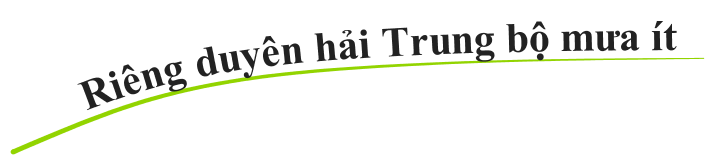 Riêng duyên hải Trung bộ mưa ít